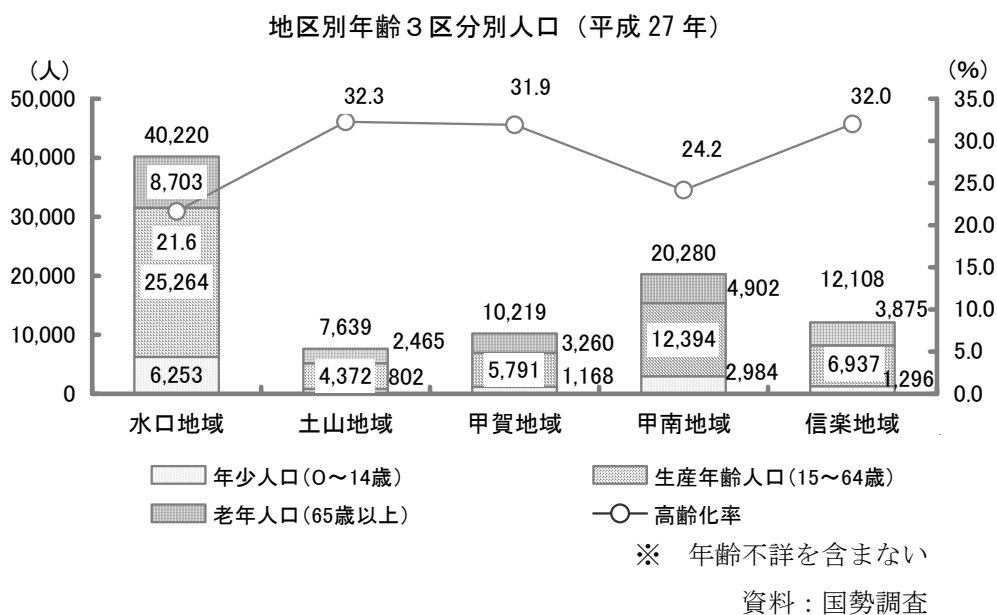 地区別年齢3区分別人口（平成 27 年）
（人） （%）
50,000 32.3 31.9 32.0 35.0
40,220
40,000 8,703 24.2 30.0
25.0
30,000 21.6 20.0
25,264 20,280
20,000 12,108 15.0
7,639 10,219 4,902 3,875 10.0
10,000 2,465 3,260 12,394
6,253 4,372 802 5,791 1,168 2,984 6,937 1,296 5.0
0 0.0
水口地域 土山地域 甲賀地域 甲南地域 信楽地域
年少人口（0～14歳） 生産年齢人口（15～64歳）
老年人口（65歳以上） 高齢化率
※　年齢不詳を含まない
資料：国勢調査